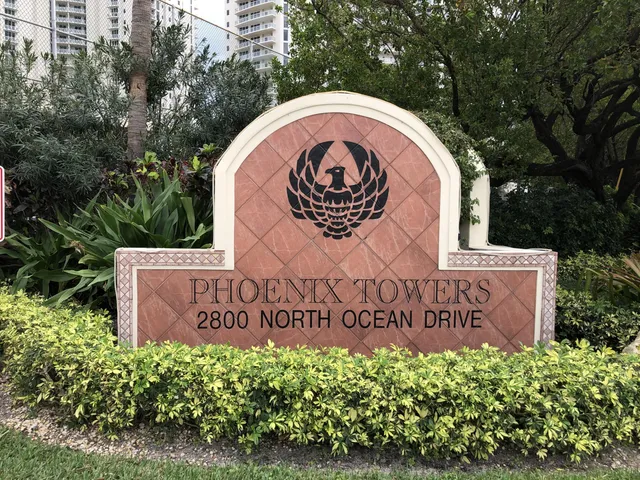 PHOENIX TOWERS
2800 NORTH OCEAN DRIVE